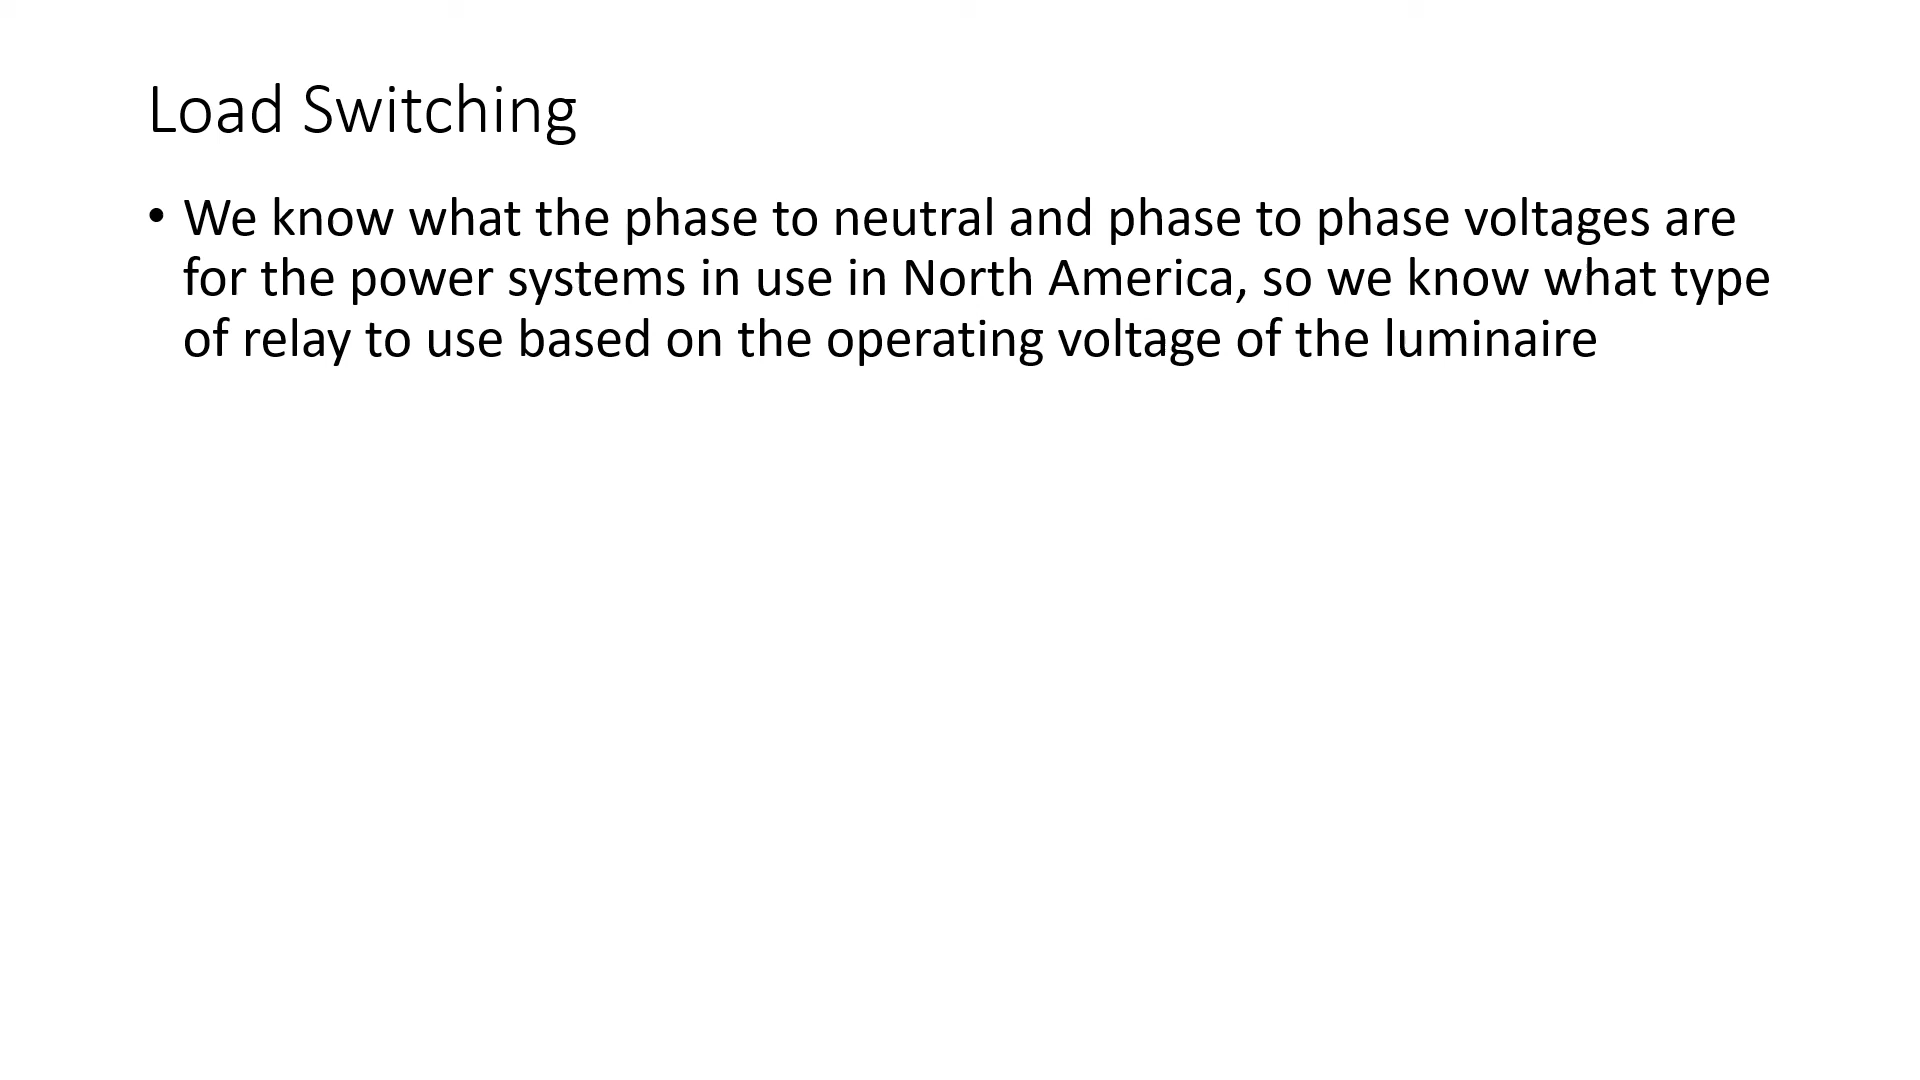 Load Switching
• We know what the phase to neutral and phase to phase voltages are
for the power systems in use in North America, so we know what type
of relay to use based on the operating voltage of the luminaire